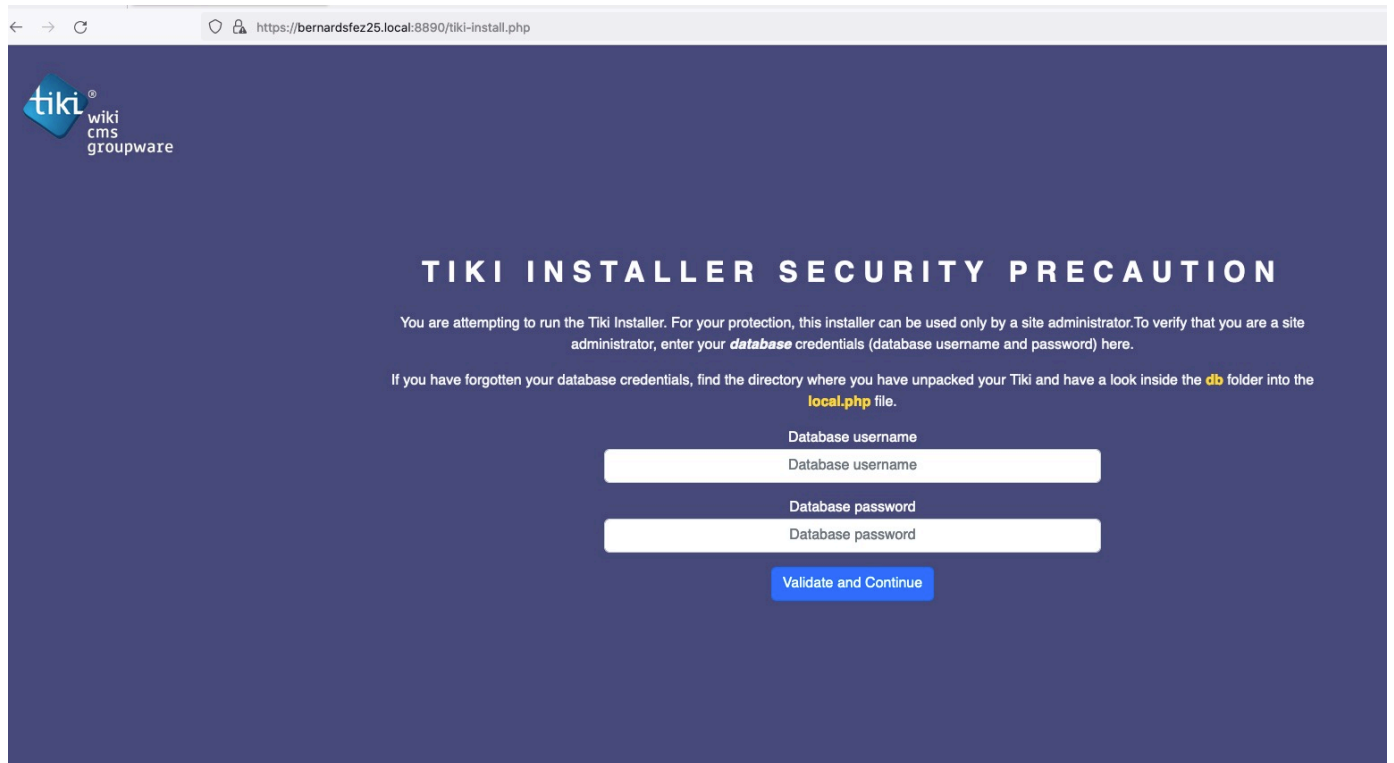 https://bernardsfez25.local:8890/tiki-install.php
tiki®
wiki
cms
groupware
TIKI INSTALLER SECURITY PRECAUTION
You are attempting to run the Tiki Installer. For your protection, this installer can be used only by a site administrator.To verify that you are a site
administrator, enter your database credentials (database username and password) here.
If you have forgotten your database credentials, find the directory where you have unpacked your Tiki and have a look inside the db folder into the
local.php file.
Database username
Database username
Database password
Database password
Validate and Continue